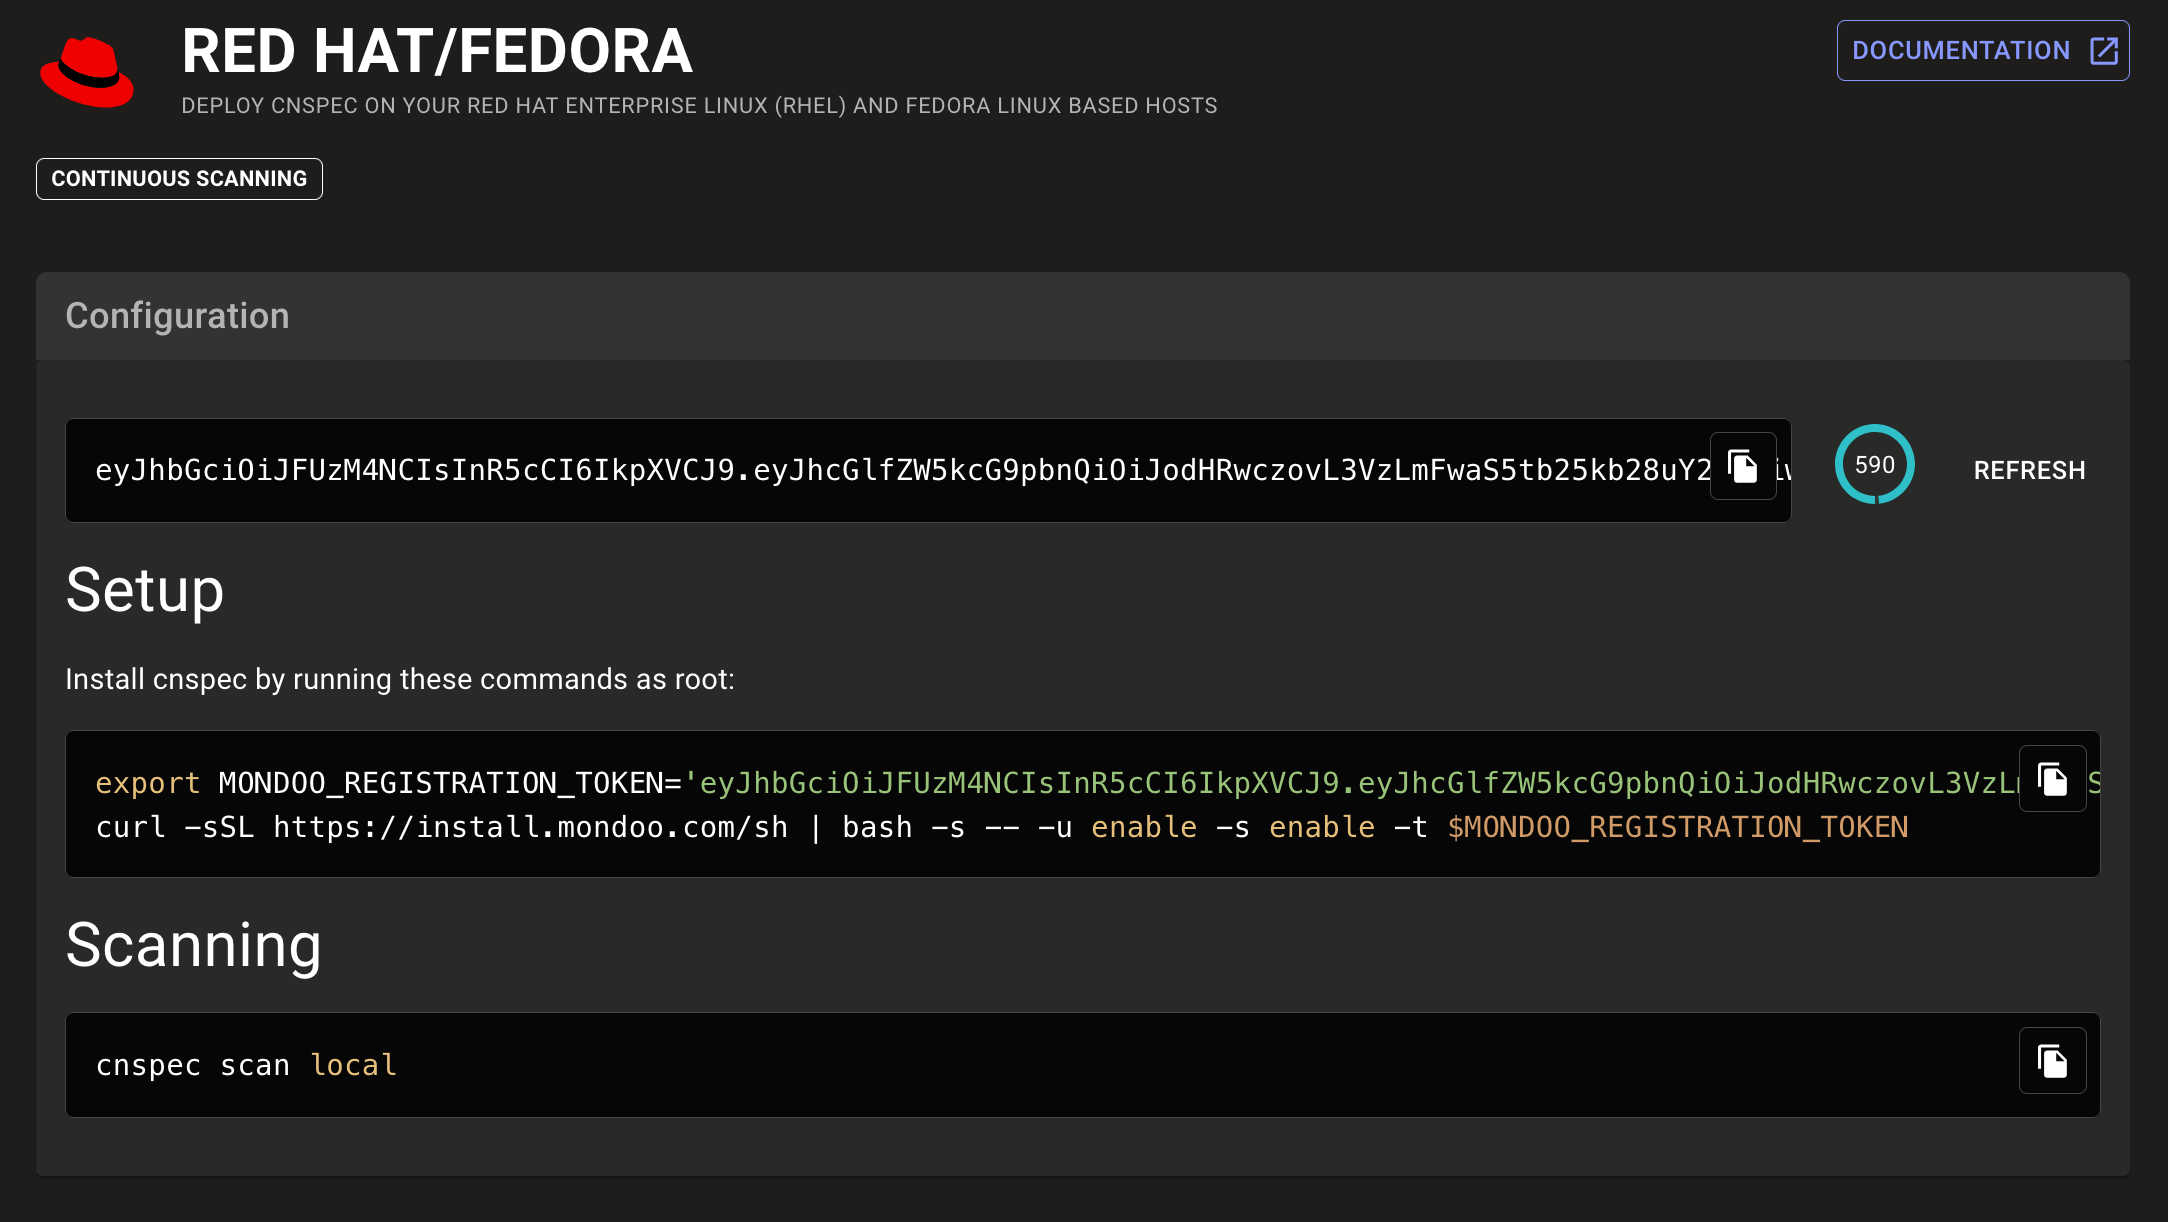 RED HAT/FEDORA
DOCUMENTATION
DEPLOY CNSPEC ON YOUR RED HAT ENTERPRISE LINUX (RHEL) AND FEDORA LINUX BASED HOSTS
CONTINUOUS SCANNING
Configuration
eyJhbGciOiJFUzM4NCIsInR5cCI6IkpXVCJ9.eyJhcGlfZW5kcG9pbnQiOiJodHRwczovL3VzLmFwaS5tb25kb28uY2
590
REFRESH
Setup
Install cnspec by running these commands as root:
export MONDOO_REGISTRATION_TOKEN='eyJhbGciOiJFUzM4NCIsInR5cCI6IkpXVCJ9.eyJhcGlfZW5kcG9pbnQiOiJodHRwczovL3VzL
curl -sSL https://install.mondoo.com/sh | bash -s -- -u enable -s enable -t $MONDOO_REGISTRATION_TOKEN
Scanning
cnspec scan local